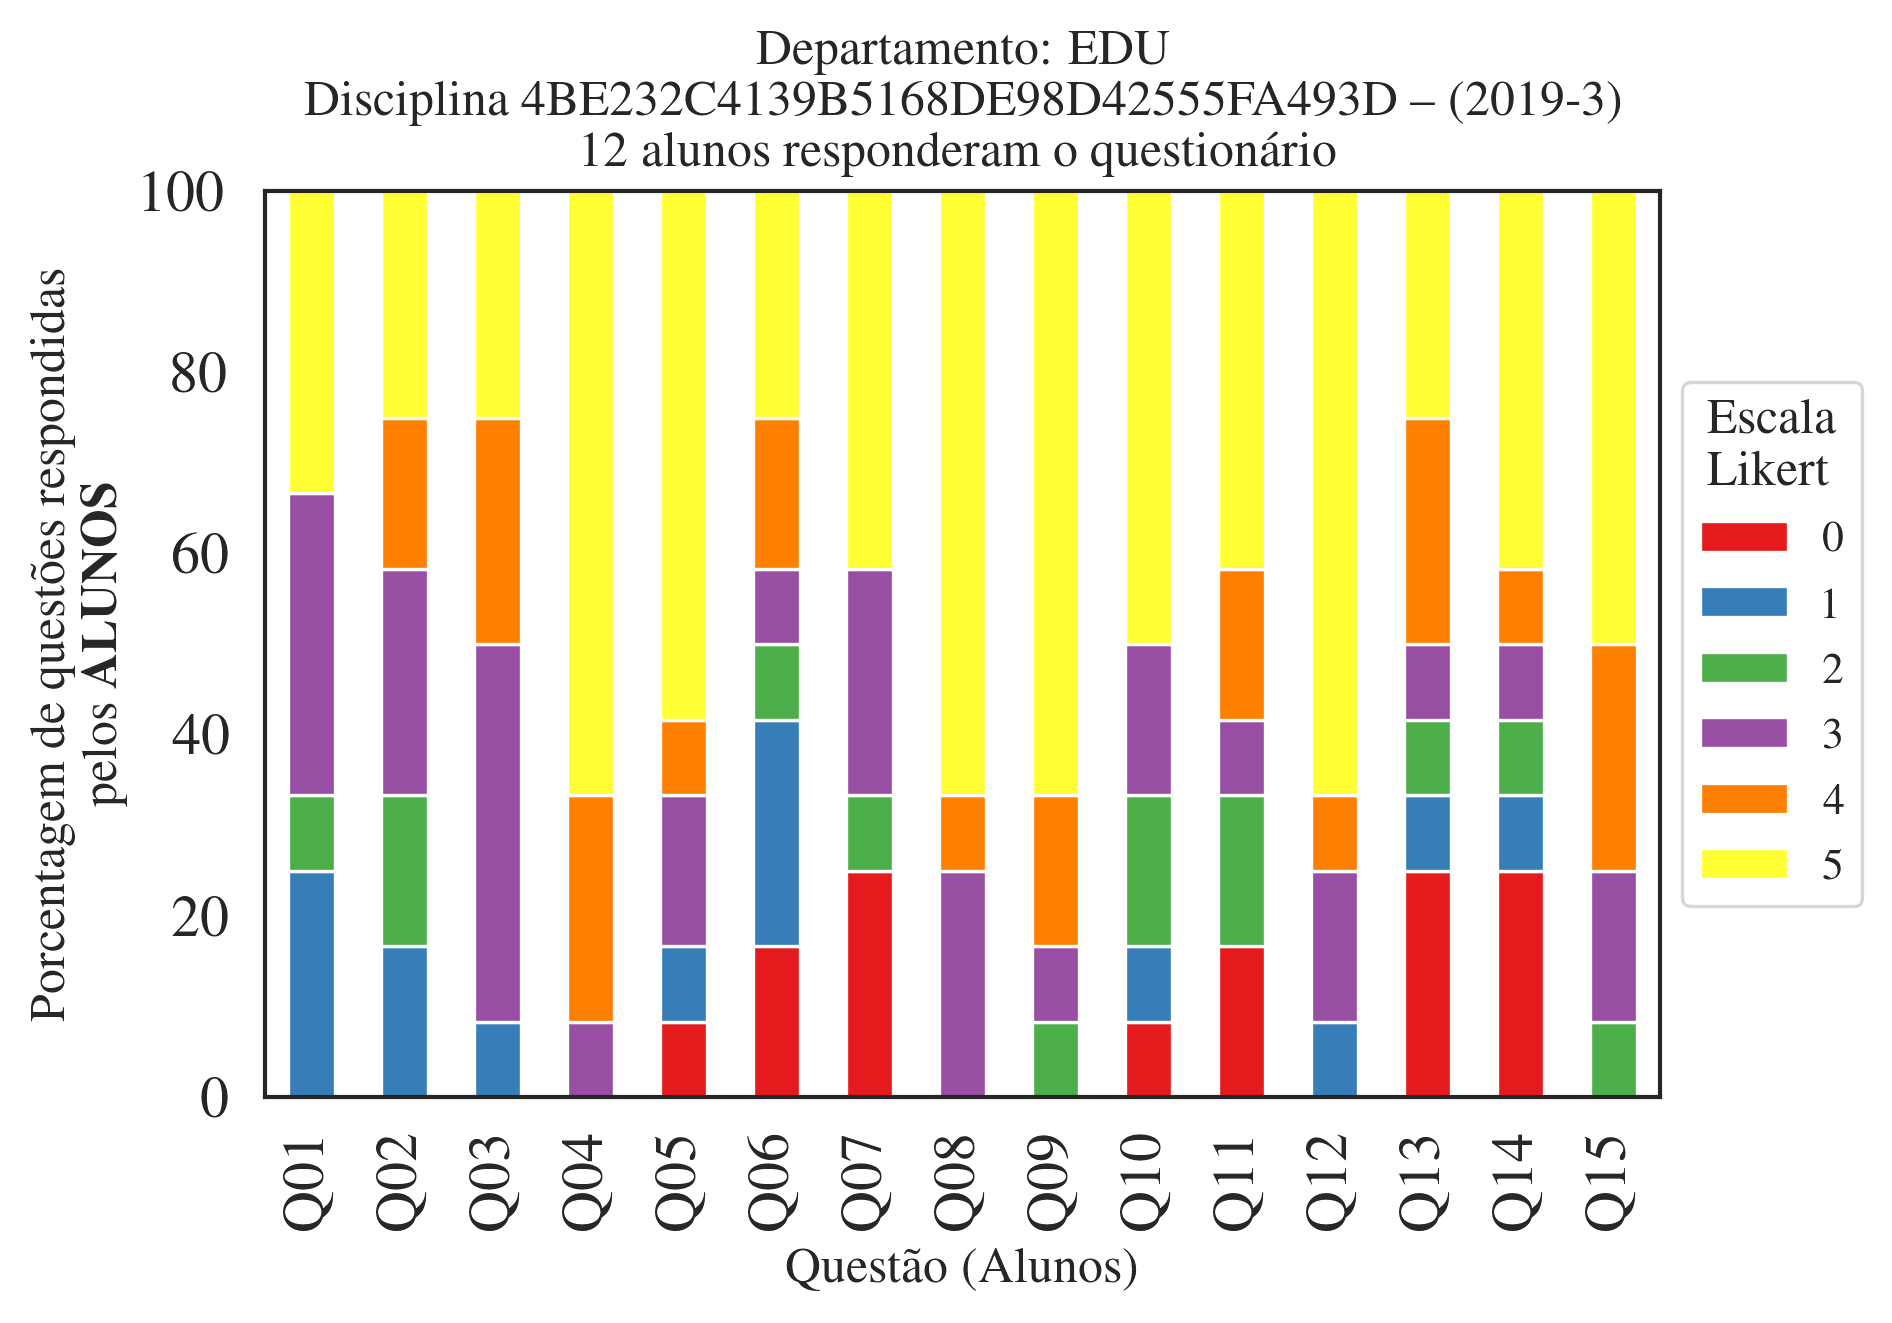 Departamento: EDU
Disciplina 4BE232C4139B5168DE98D42555FA493D – (2019-3)
12 alunos responderam o questionário
Porcentagem de questões respondidas
pelos ALUNOS
100
80
60
40
20
0
Q01
Q02
Q03
Q04
Q05
Q06
Q07
Q08
Q09
Q10
Q11
Q12
Q13
Q14
Q15
Questão (Alunos)
Escala
Likert
0
1
2
3
4
5